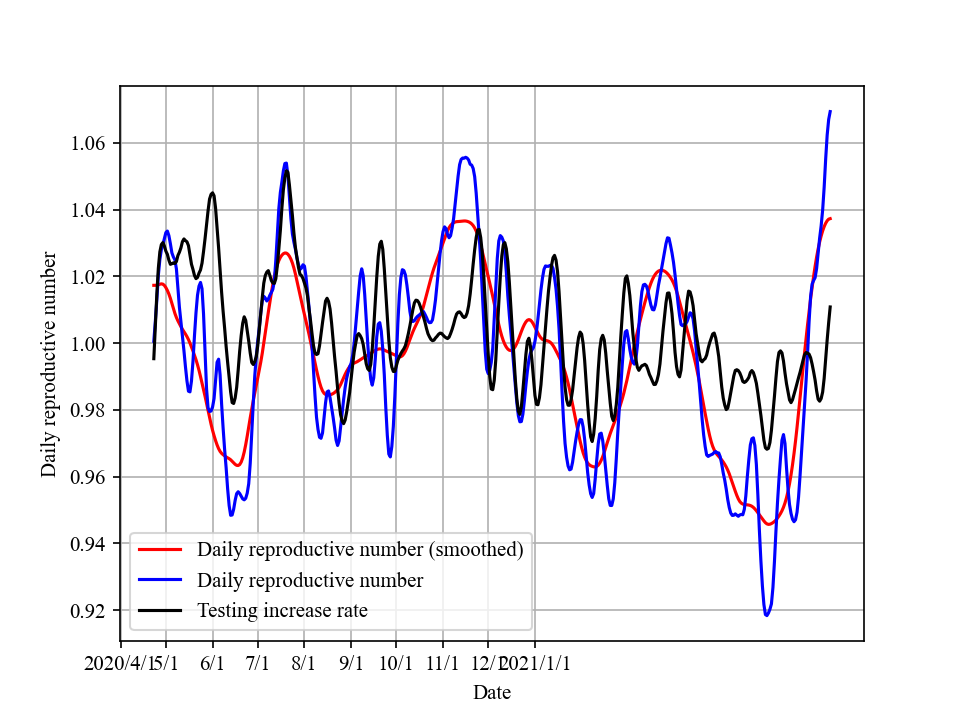 Daily reproductive number
1.06
1.04
1.02
1.00
0.98
0.96
0.94
0.92
Daily reproductive number (smoothed)
Daily reproductive number
Testing increase rate
2020/4/1 5/1 6/1 7/1 8/1 9/1 10/1 11/1 12/1 2021/1/1
Date